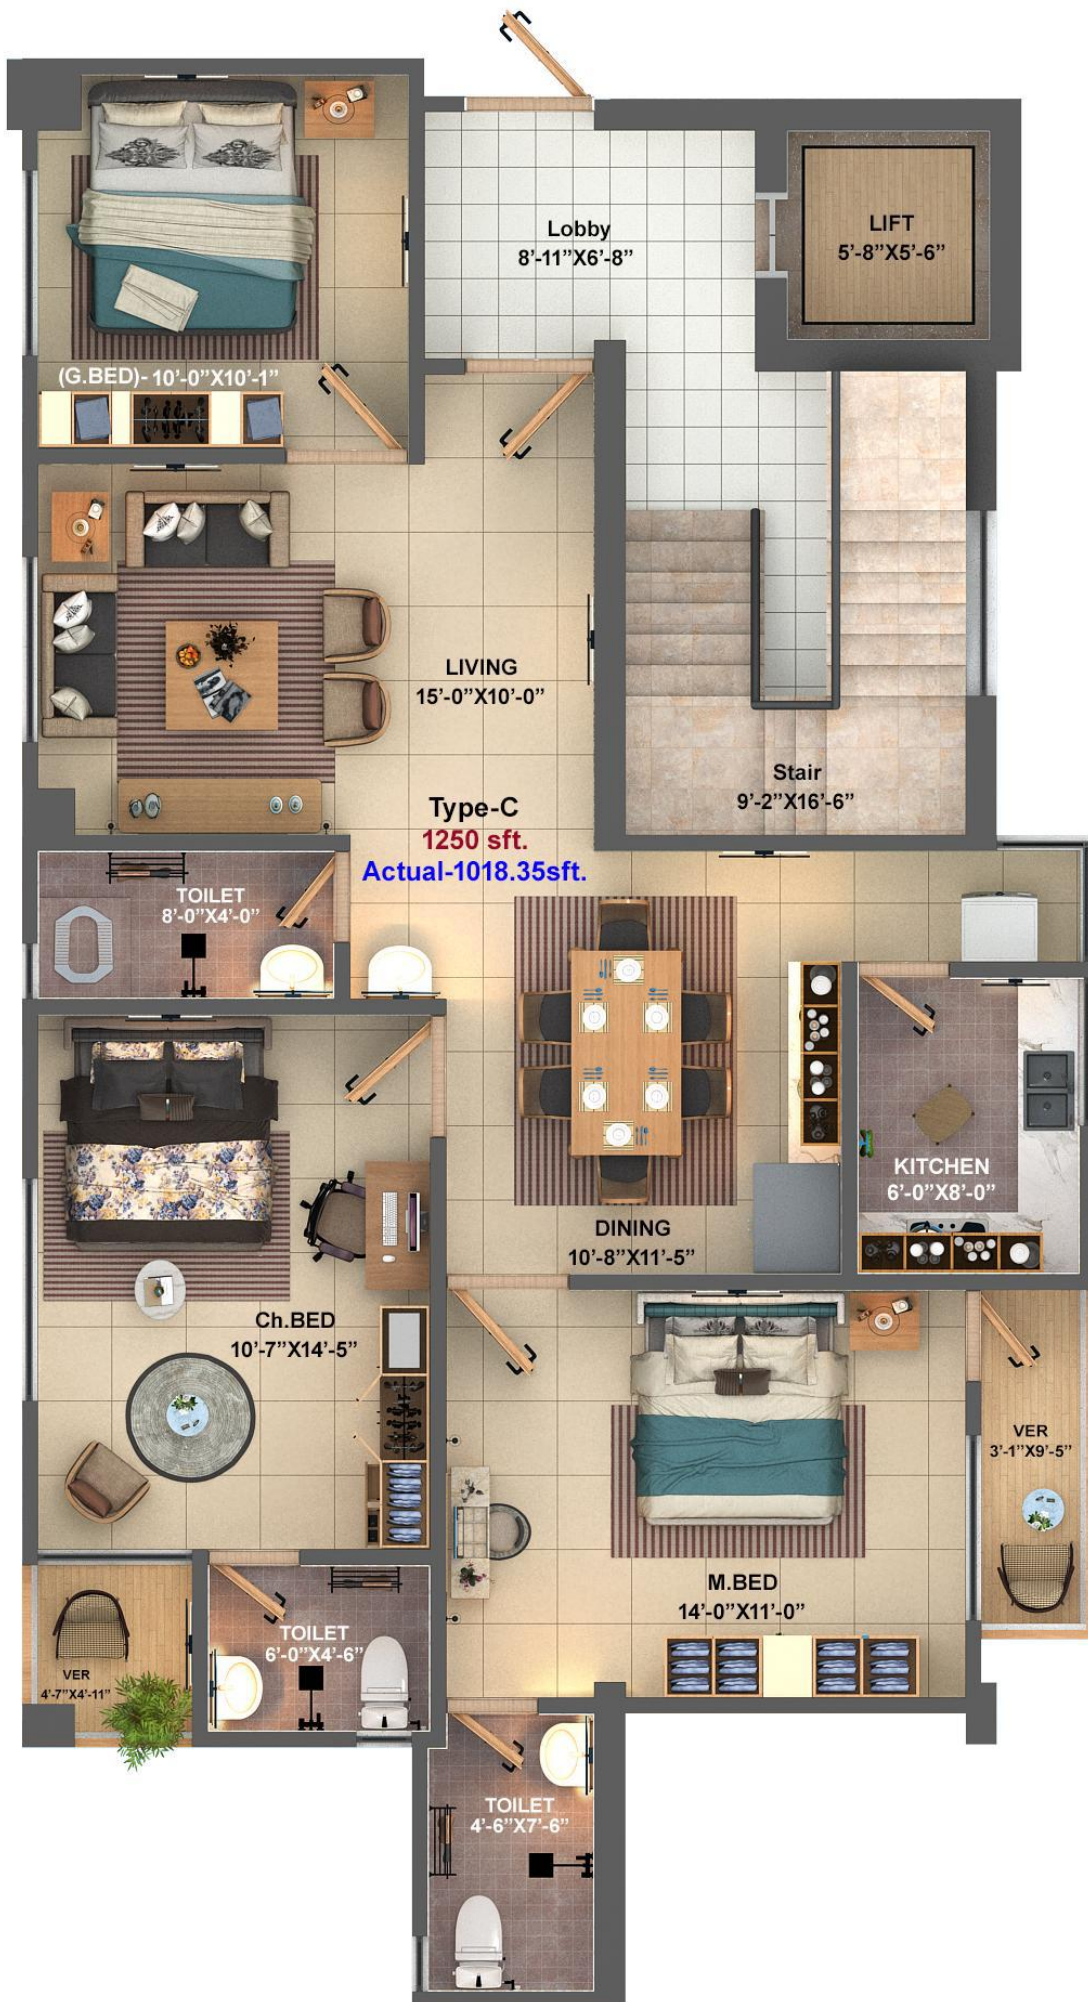 Lobby
8'-11"X6'-8"
LIFT
5'-8"X5'-6"
(G.BED)- 10'-0"X10'-1"
LIVING
15'-0"X10'-0"
Stair
9'-2"X16'-6"
Type-C
1250 sft.
Actual-1018.35sft.
TOILET
8'-0"X4'-0"
KITCHEN
6'-0"X8'-0"
DINING
10'-8"X11'-5"
Ch.BED
10'-7"X14'-5"
VER
3'-1"X9'-5"
M.BED
14'-0"X11'-0"
TOILET
6'-0"X4'-6"
VER
4'-7"X4'-11"
TOILET
4'-6"X7'-6"